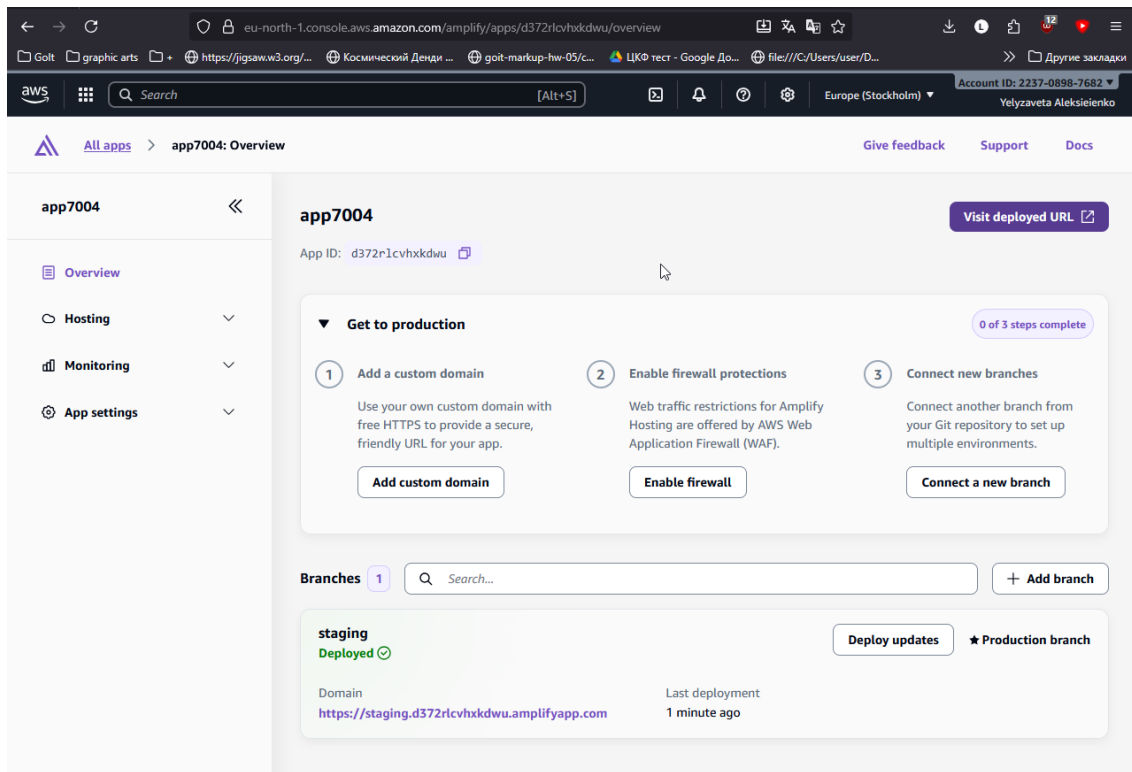 eu-north-1.console.aws.amazon.com/amplify/apps/d372rlcvhxkdwu/overview
12
Golt graphic arts + https://jigsaw.w3.org/... Космический Денди ... goit-markup-hw-05/c... ЦКФ тест - Google До... file:///C:/Users/user/D... Другие закладки
aws Search [Alt+S] Europe (Stockholm) Account ID: 2237-0898-7682
Yelyzaveta Aleksieienko
All apps > app7004: Overview Give feedback Support Docs
app7004
Overview
Hosting
Monitoring
App settings
app7004
Visit deployed URL
App ID: d372rlcvhxkdwu
Get to production
0 of 3 steps complete
1 Add a custom domain
Use your own custom domain with
free HTTPS to provide a secure,
friendly URL for your app.
Add custom domain
2 Enable firewall protections
Web traffic restrictions for Amplify
Hosting are offered by AWS Web
Application Firewall (WAF).
Enable firewall
3 Connect new branches
Connect another branch from
your Git repository to set up
multiple environments.
Connect a new branch
Branches 1 Search... + Add branch
staging
Deployed
Deploy updates
Production branch
Domain
https://staging.d372rlcvhxkdwu.amplifyapp.com
Last deployment
1 minute ago